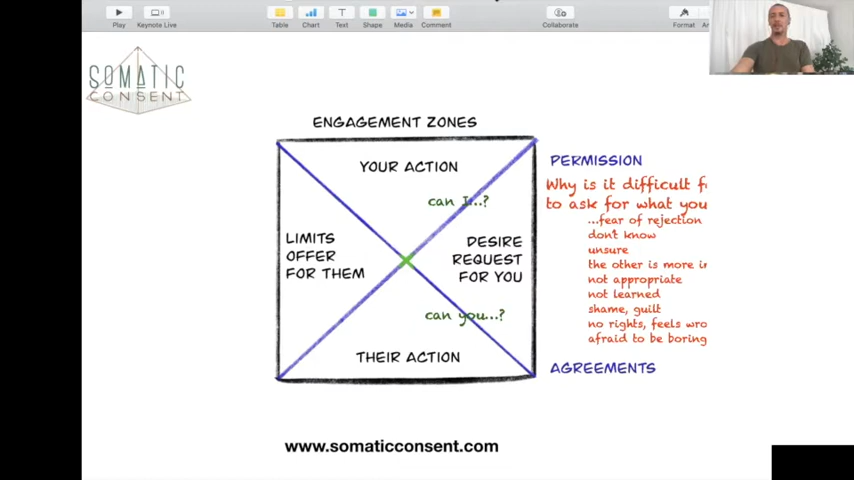 Play
Keynote Live
Table
Chart
Text
Shape
Media
Comment
Collaborate
Format
SOMATIC
CONSENT
ENGAGEMENT ZONES
YOUR ACTION
can I...?
LIMITS
OFFER
FOR THEM
DESIRE
REQUEST
FOR YOU
can you...?
THEIR ACTION
PERMISSION
Why is it difficult
to ask for what you
...fear of rejection
don't know
unsure
the other is more
not appropriate
not learned
shame, guilt
no rights, feels
afraid to be boring
AGREEMENTS
www.somaticconsent.com